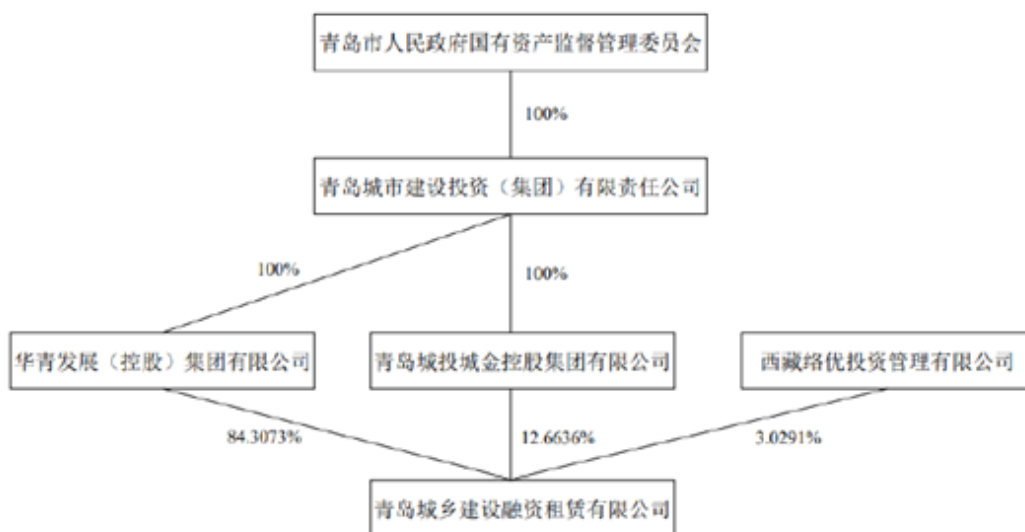 青岛市人民政府国有资产监督管理委员会
100%
青岛城市建设投资（集团）有限责任公司
100%
100%
华青发展（控股）集团有限公司
青岛城投城金控股集团有限公司
西藏络优投资管理有限公司
84.3073%
12.6636%
3.0291%
青岛城乡建设融资租赁有限公司